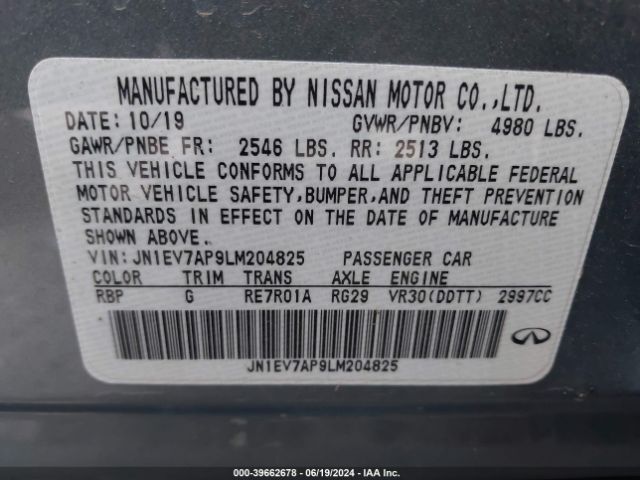 MANUFACTURED BY NISSAN MOTOR CO.,LTD.
DATE: 10/19 GVWR/PNBV: 4980 LBS.
GAWR/PNBE FR: 2546 LBS. RR: 2513 LBS.
THIS VEHICLE CONFORMS TO ALL APPLICABLE FEDERAL
MOTOR VEHICLE SAFETY,BUMPER,AND THEFT PREVENTION
STANDARDS IN EFFECT ON THE DATE OF MANUFACTURE
SHOWN ABOVE.
VIN: JN1EV7AP9LM204825 PASSENGER CAR
COLOR TRIM TRANS AXLE ENGINE
RBP G RE7R01A RG29 VR30(DDTT) 2997CC
JN1EV7AP9LM204825
INFINITI
000-39662678 - 06/19/2024 - IAA Inc.